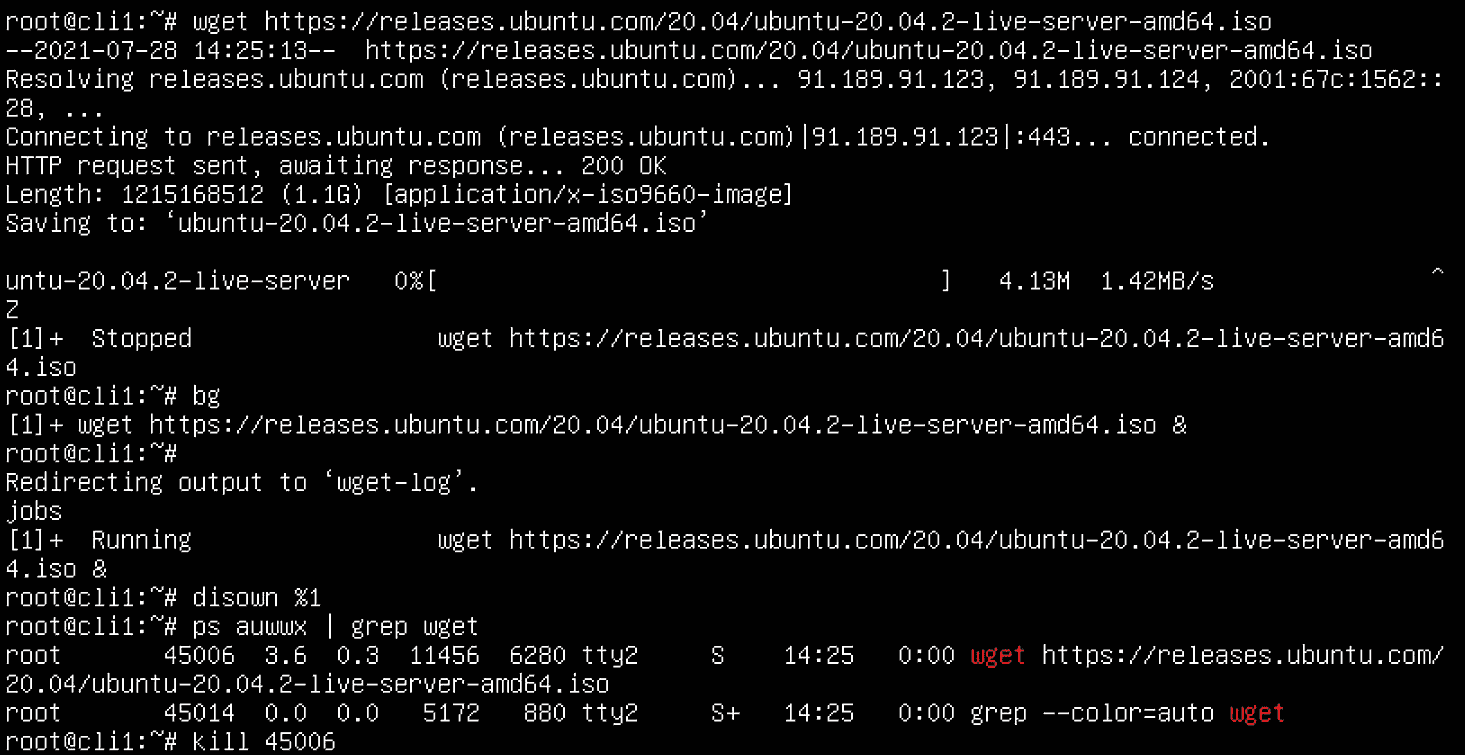 root@cli1:~# wget https://releases.ubuntu.com/20.04/ubuntu-20.04.2-live-server-amd64.iso
--2021-07-28 14:25:13--  https://releases.ubuntu.com/20.04/ubuntu-20.04.2-live-server-amd64.iso
Resolving releases.ubuntu.com (releases.ubuntu.com)... 91.189.91.123, 91.189.91.124, 2001:67c:1562::
28, ...
Connecting to releases.ubuntu.com (releases.ubuntu.com)|91.189.91.123|:443... connected.
HTTP request sent, awaiting response... 200 OK
Length: 1215168512 (1.1G) [application/x-iso9660-image]
Saving to: ‘ubuntu-20.04.2-live-server-amd64.iso’

untu-20.04.2-live-server   0%[                                   ]   4.13M  1.42MB/s               ^
Z
[1]+  Stopped                 wget https://releases.ubuntu.com/20.04/ubuntu-20.04.2-live-server-amd6
4.iso
root@cli1:~# bg
[1]+ wget https://releases.ubuntu.com/20.04/ubuntu-20.04.2-live-server-amd64.iso &
root@cli1:~#
Redirecting output to ‘wget-log’.
jobs
[1]+  Running                 wget https://releases.ubuntu.com/20.04/ubuntu-20.04.2-live-server-amd6
4.iso &
root@cli1:~# disown %1
root@cli1:~# ps auwwx | grep wget
root       45006  3.6  0.3  11456  6280 tty2     S    14:25   0:00 wget https://releases.ubuntu.com/
20.04/ubuntu-20.04.2-live-server-amd64.iso
root       45014  0.0  0.0   5172   880 tty2     S+   14:25   0:00 grep --color=auto wget
root@cli1:~# kill 45006